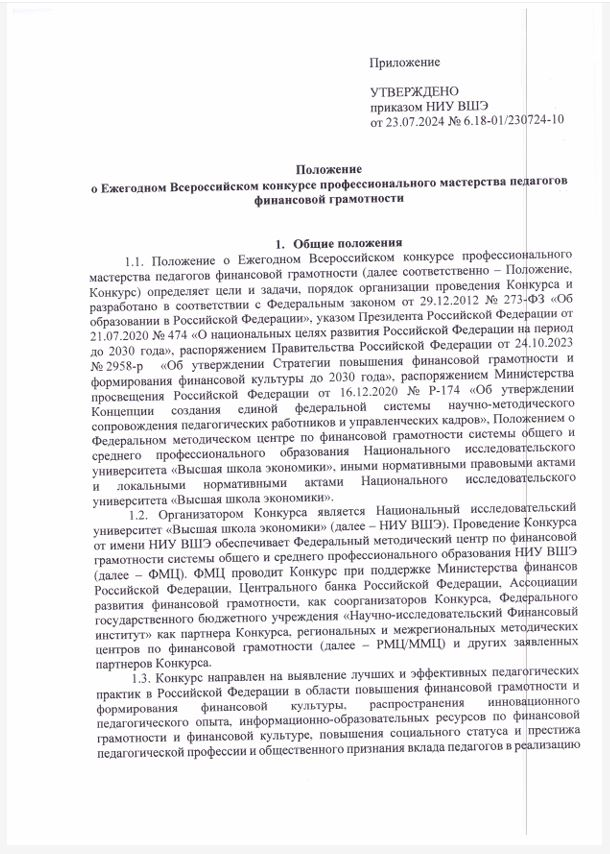 Приложение
УТВЕРЖДЕНО
приказом НИУ ВШЭ
от 23.07.2024 № 6.18-01/230724-10
Положение
о Ежегодном Всероссийском конкурсе профессионального мастерства педагогов
финансовой грамотности
1. Общие положения
1.1. Положение о Ежегодном Всероссийском конкурсе профессионального
мастерства педагогов финансовой грамотности (далее соответственно – Положение,
Конкурс) определяет цели и задачи, порядок организации проведения Конкурса и
разработано в соответствии с Федеральным законом от 29.12.2012 № 273-ФЗ «Об
образовании в Российской Федерации», указом Президента Российской Федерации от
21.07.2020 № 474 «О национальных целях развития Российской Федерации на период
до 2030 года», распоряжением Правительства Российской Федерации от 24.10.2023
№ 2958-р «Об утверждении Стратегии повышения финансовой грамотности и
формирования финансовой культуры до 2030 года», распоряжением Министерства
просвещения Российской Федерации от 16.12.2020 № Р-174 «Об утверждении
Концепции создания единой федеральной системы научно-методического
сопровождения педагогических работников и управленческих кадров», Положением о
Федеральном методическом центре по финансовой грамотности системы общего и
среднего профессионального образования Национального исследовательского
университета «Высшая школа экономики», иными нормативными правовыми актами
и локальными нормативными актами Национального исследовательского
университета «Высшая школа экономики».
1.2. Организатором Конкурса является Национальный исследовательский
университет «Высшая школа экономики» (далее – НИУ ВШЭ). Проведение Конкурса
от имени НИУ ВШЭ обеспечивает Федеральный методический центр по финансовой
грамотности системы общего и среднего профессионального образования НИУ ВШЭ
(далее – ФМЦ). ФМЦ проводит Конкурс при поддержке Министерства финансов
Российской Федерации, Центрального банка Российской Федерации, Ассоциации
развития финансовой грамотности, как соорганизаторов Конкурса, Федерального
государственного бюджетного учреждения «Научно-исследовательский Финансовый
институт» как партнера Конкурса, региональных и межрегиональных методических
центров по финансовой грамотности (далее – РМЦ/ММЦ) и других заявленных
партнеров Конкурса.
1.3. Конкурс направлен на выявление лучших и эффективных педагогических
практик в Российской Федерации в области повышения финансовой грамотности и
формирования финансовой культуры, распространения инновационного
педагогического опыта, информационно-образовательных ресурсов по финансовой
грамотности и финансовой культуре, повышения социального статуса и престижа
педагогической профессии и общественного признания вклада педагогов в реализацию